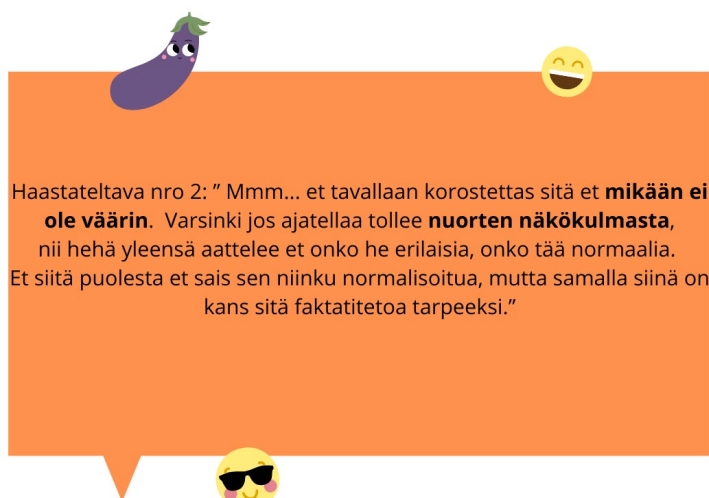 Haastateltava nro 2: ” Mmm... et tavallaan korostettas sitä et mikään ei
ole väärin. Varsinki jos ajatellaa tollee nuorten näkökulmasta,
nii hehä yleensä aattelee et onko he erilaisia, onko tää normaalia.
Et siitä puolesta et sais sen niinku normalisoitua, mutta samalla siinä on
kans sitä faktatitetoa tarpeeksi.”